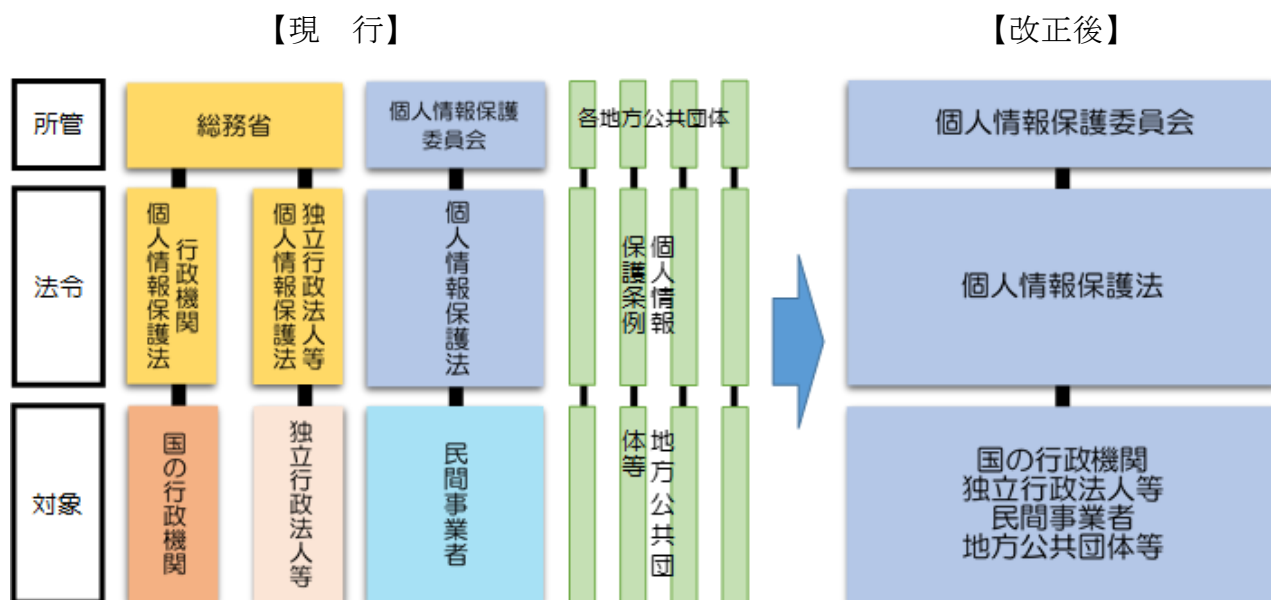 【現　行】
【改正後】
所管
総務省
個人情報保護
委員会
各地方公共団体
個人情報保護委員会
法令
行政機関
個人情報保護法
独立行政法人等
個人情報保護法
個人情報保護法
個人情報
保護条例
個人情報保護法
対象
国の行政機関
独立行政法人等
民間事業者
地方公共団
体等
国の行政機関
独立行政法人等
民間事業者
地方公共団体等